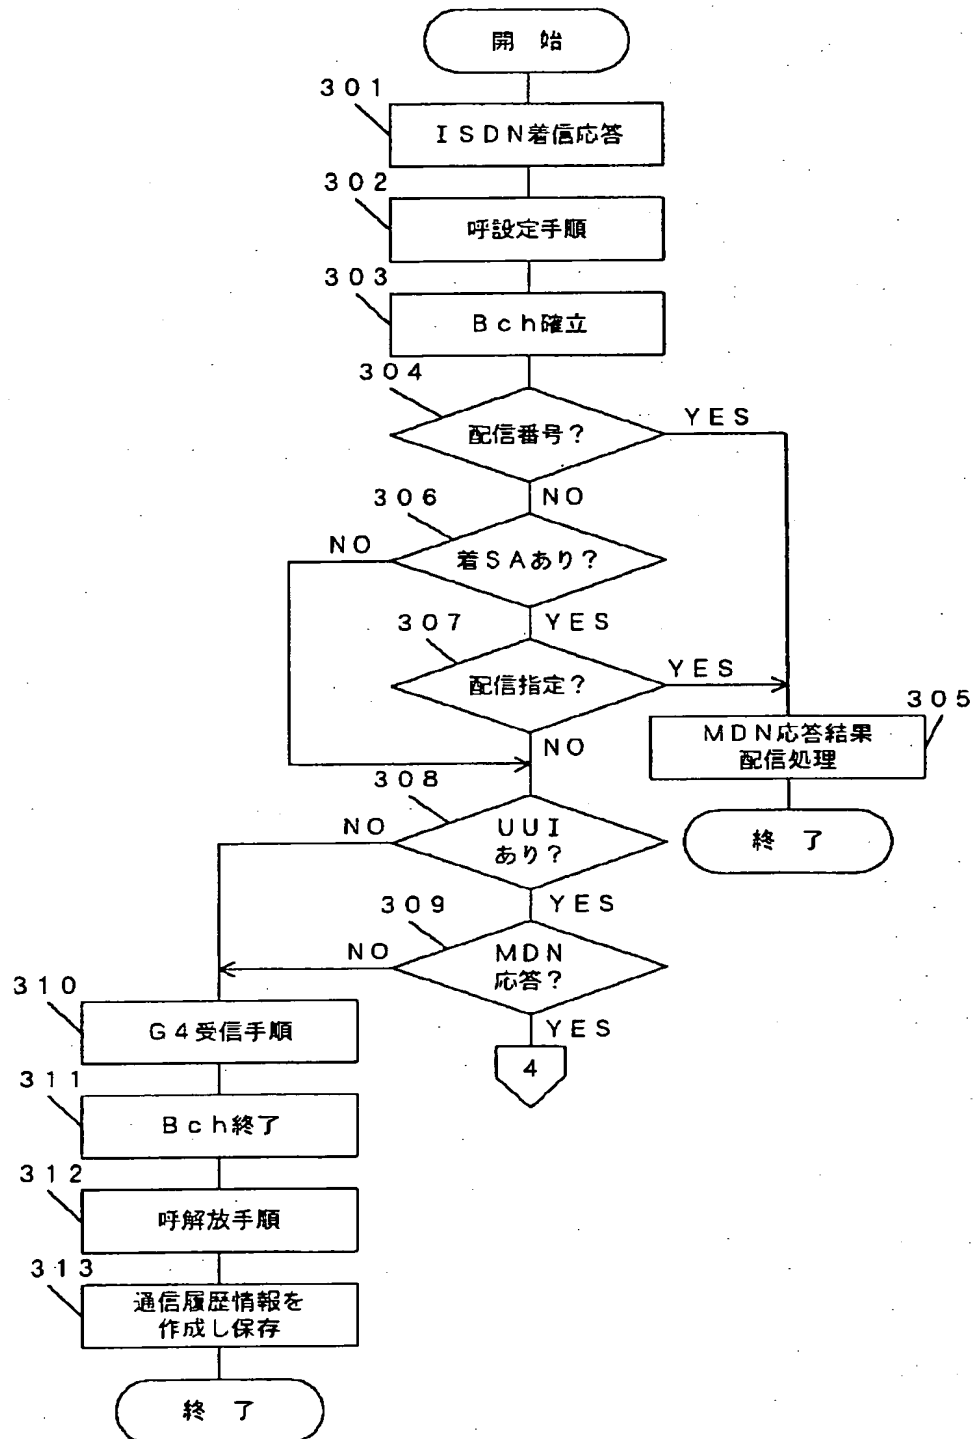 開 始
301
ISDN着信応答
302
呼設定手順
303
Bch確立
304
配信番号?
YES
NO
306
着SAあり?
NO
YES
307
配信指定?
YES
NO
305
MDN応答結果
配信処理
終 了
308
UUI
あり?
NO
YES
309
MDN
応答?
NO
YES
4
310
G4受信手順
311
Bch終了
312
呼解放手順
313
通信履歴情報を
作成し保存
終 了